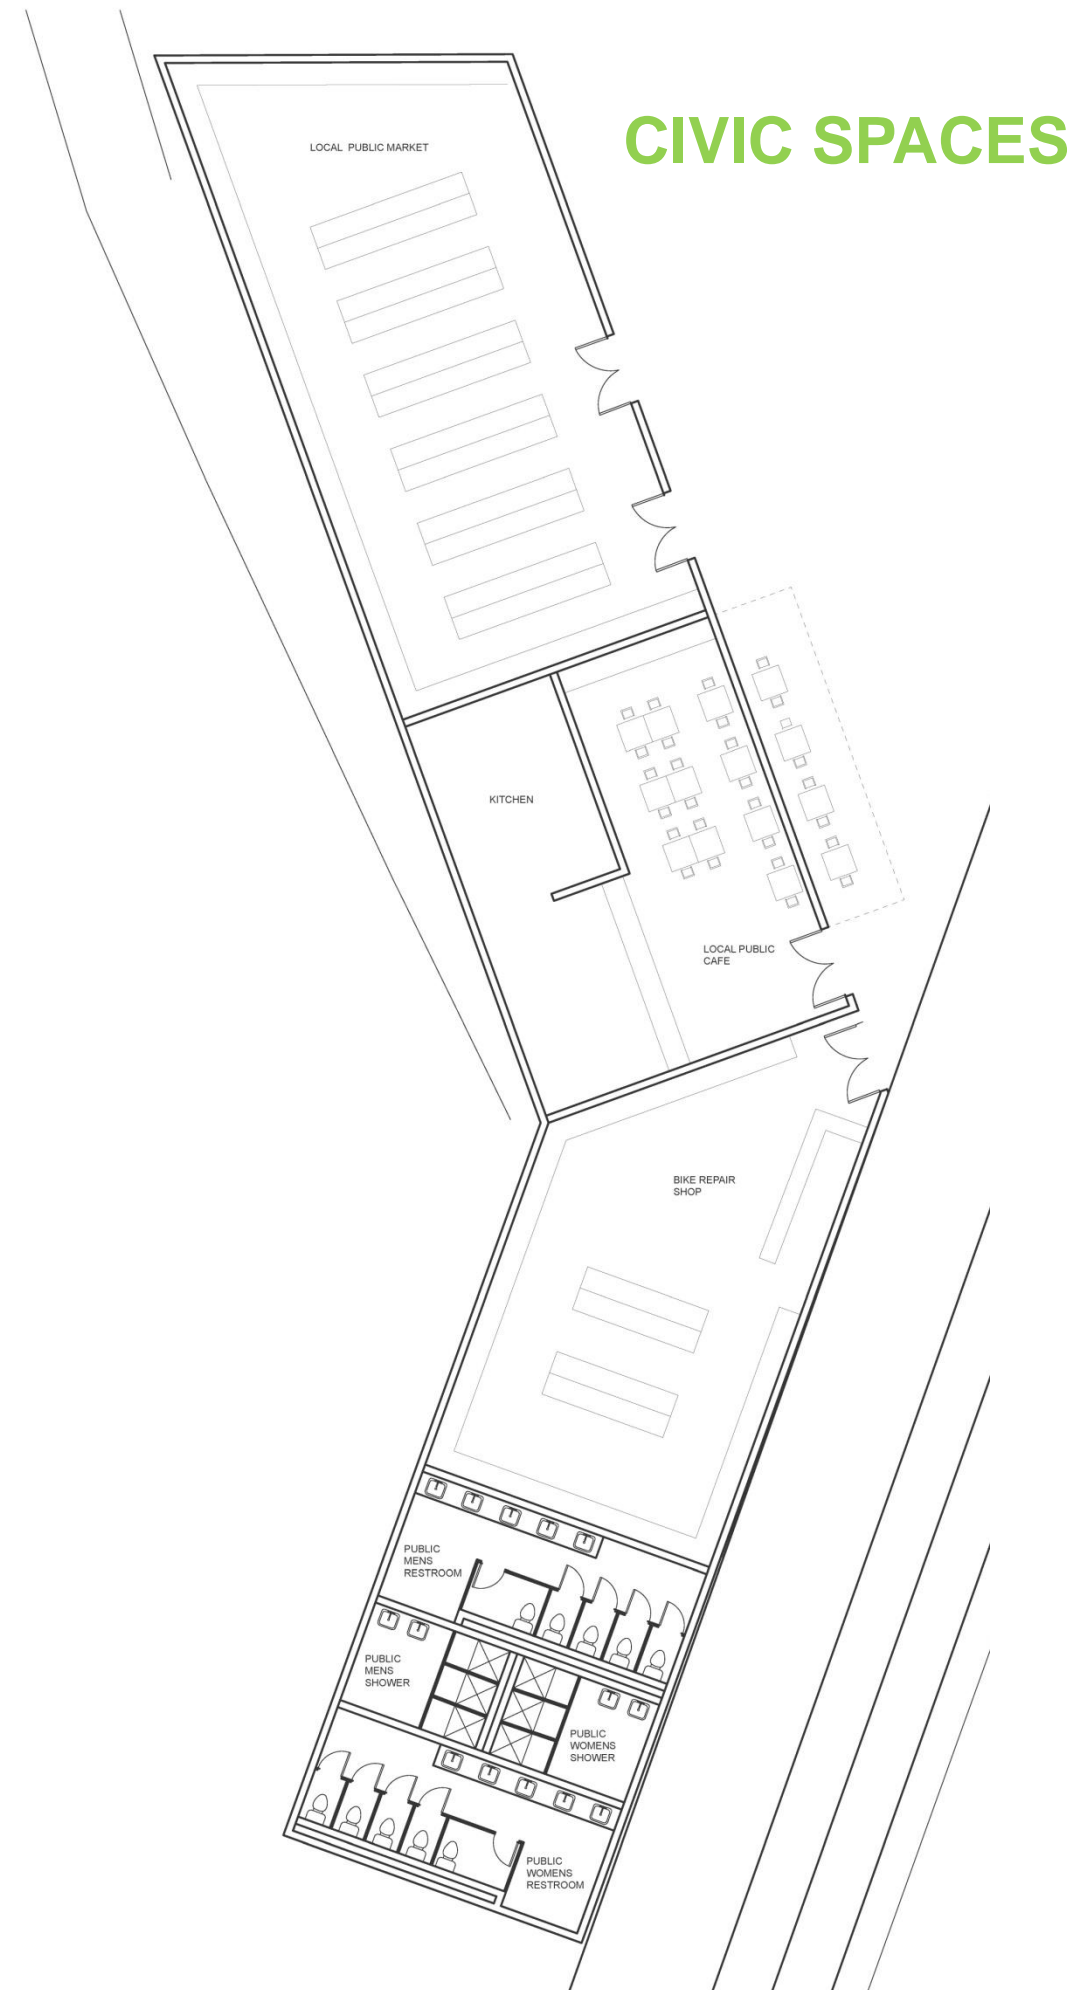 CIVIC SPACES
LOCAL PUBLIC MARKET
KITCHEN
LOCAL PUBLIC
CAFE
BIKE REPAIR
SHOP
PUBLIC
MENS
RESTROOM
PUBLIC
MENS
SHOWER
PUBLIC
WOMENS
SHOWER
PUBLIC
WOMENS
RESTROOM